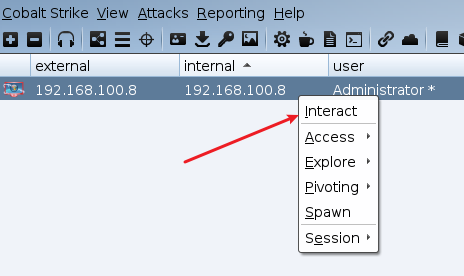 Cobalt Strike View Attacks Reporting Help
external internal user
192.168.100.8 192.168.100.8 Administrator *
Interact
Access
Explore
Pivoting
Spawn
Session